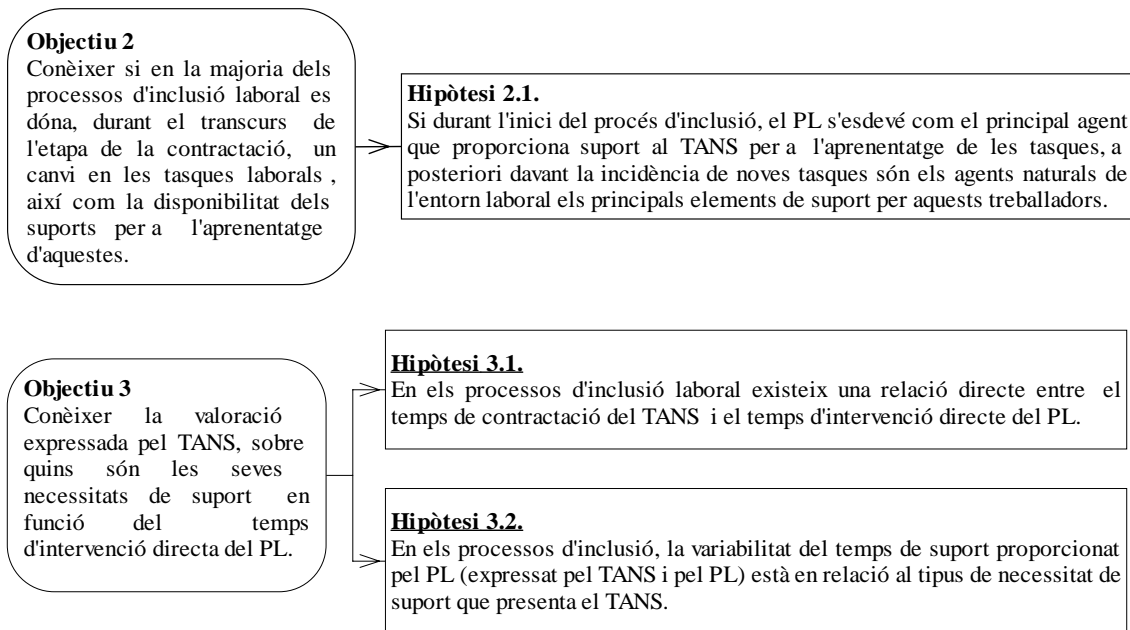 Objectiu 2
Conèixer si en la majoria dels
processos d'inclusió laboral es
dóna, durant el transcurs de
l'etapa de la contractació, un
canvi en les tasques laborals ,
així com la disponibilitat dels
suports per a l'aprenentatge
d'aquestes.
Hipòtesi 2.1.
Si durant l'inici del procés d'inclusió, el PL s'esdevé com el principal agent
que proporciona suport al TANS per a l'aprenentatge de les tasques, a
posteriori davant la incidència de noves tasques són els agents naturals de
l'entorn laboral els principals elements de suport per aquests treballadors.
Objectiu 3
Conèixer la valoració
expressada pel TANS, sobre
quins són les seves
necessitats de suport en
funció del temps
d'intervenció directa del PL.
Hipòtesi 3.1.
En els processos d'inclusió laboral existeix una relació directe entre el
temps de contractació del TANS i el temps d'intervenció directe del PL.
Hipòtesi 3.2.
En els processos d'inclusió, la variabilitat del temps de suport proporcionat
pel PL (expressat pel TANS i pel PL) està en relació al tipus de necessitat de
suport que presenta el TANS.